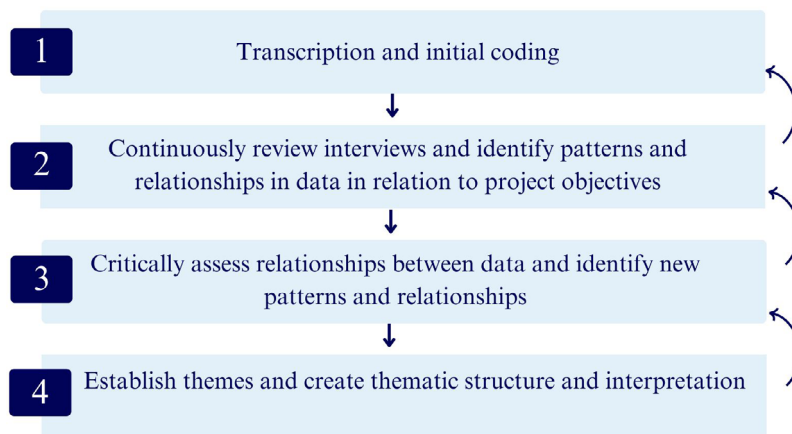 1
Transcription and initial coding
2
Continuously review interviews and identify patterns and
relationships in data in relation to project objectives
3
Critically assess relationships between data and identify new
patterns and relationships
4
Establish themes and create thematic structure and interpretation